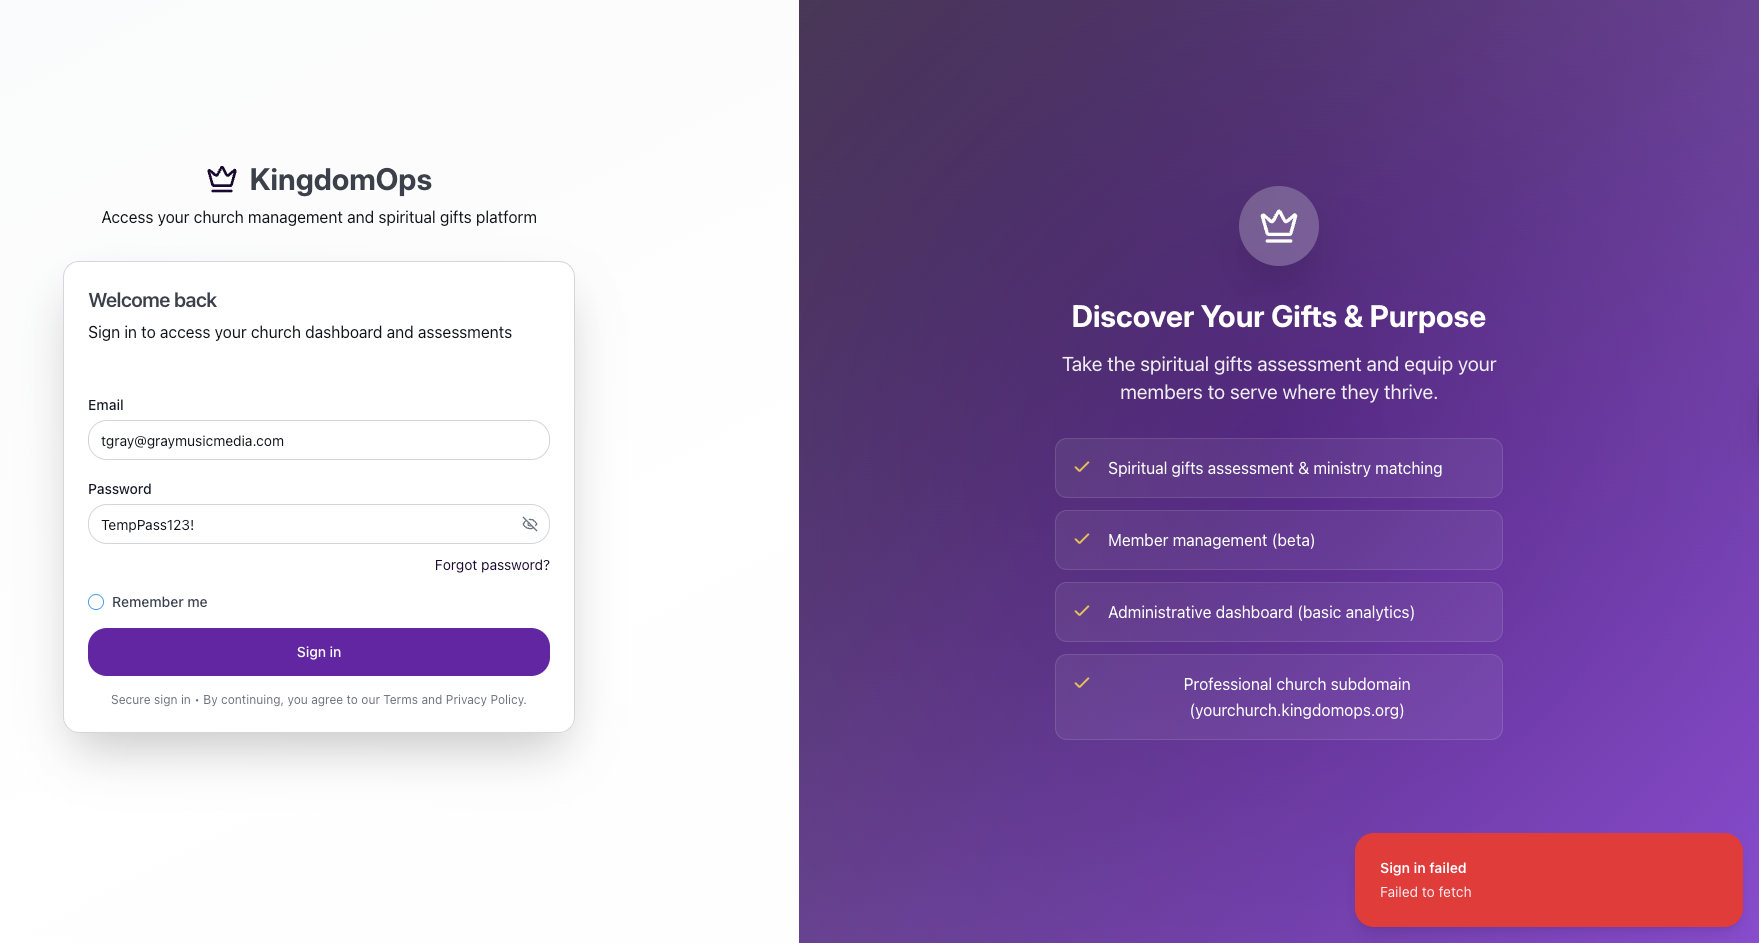 KingdomOps
Access your church management and spiritual gifts platform
Welcome back
Sign in to access your church dashboard and assessments
Email
tgray@graymusicmedia.com
Password
TempPass123!
Forgot password?
Remember me
Sign in
Secure sign in • By continuing, you agree to our Terms and Privacy Policy.
Discover Your Gifts & Purpose
Take the spiritual gifts assessment and equip your
members to serve where they thrive.
Spiritual gifts assessment & ministry matching
Member management (beta)
Administrative dashboard (basic analytics)
Professional church subdomain
(yourchurch.kingdomops.org)
Sign in failed
Failed to fetch